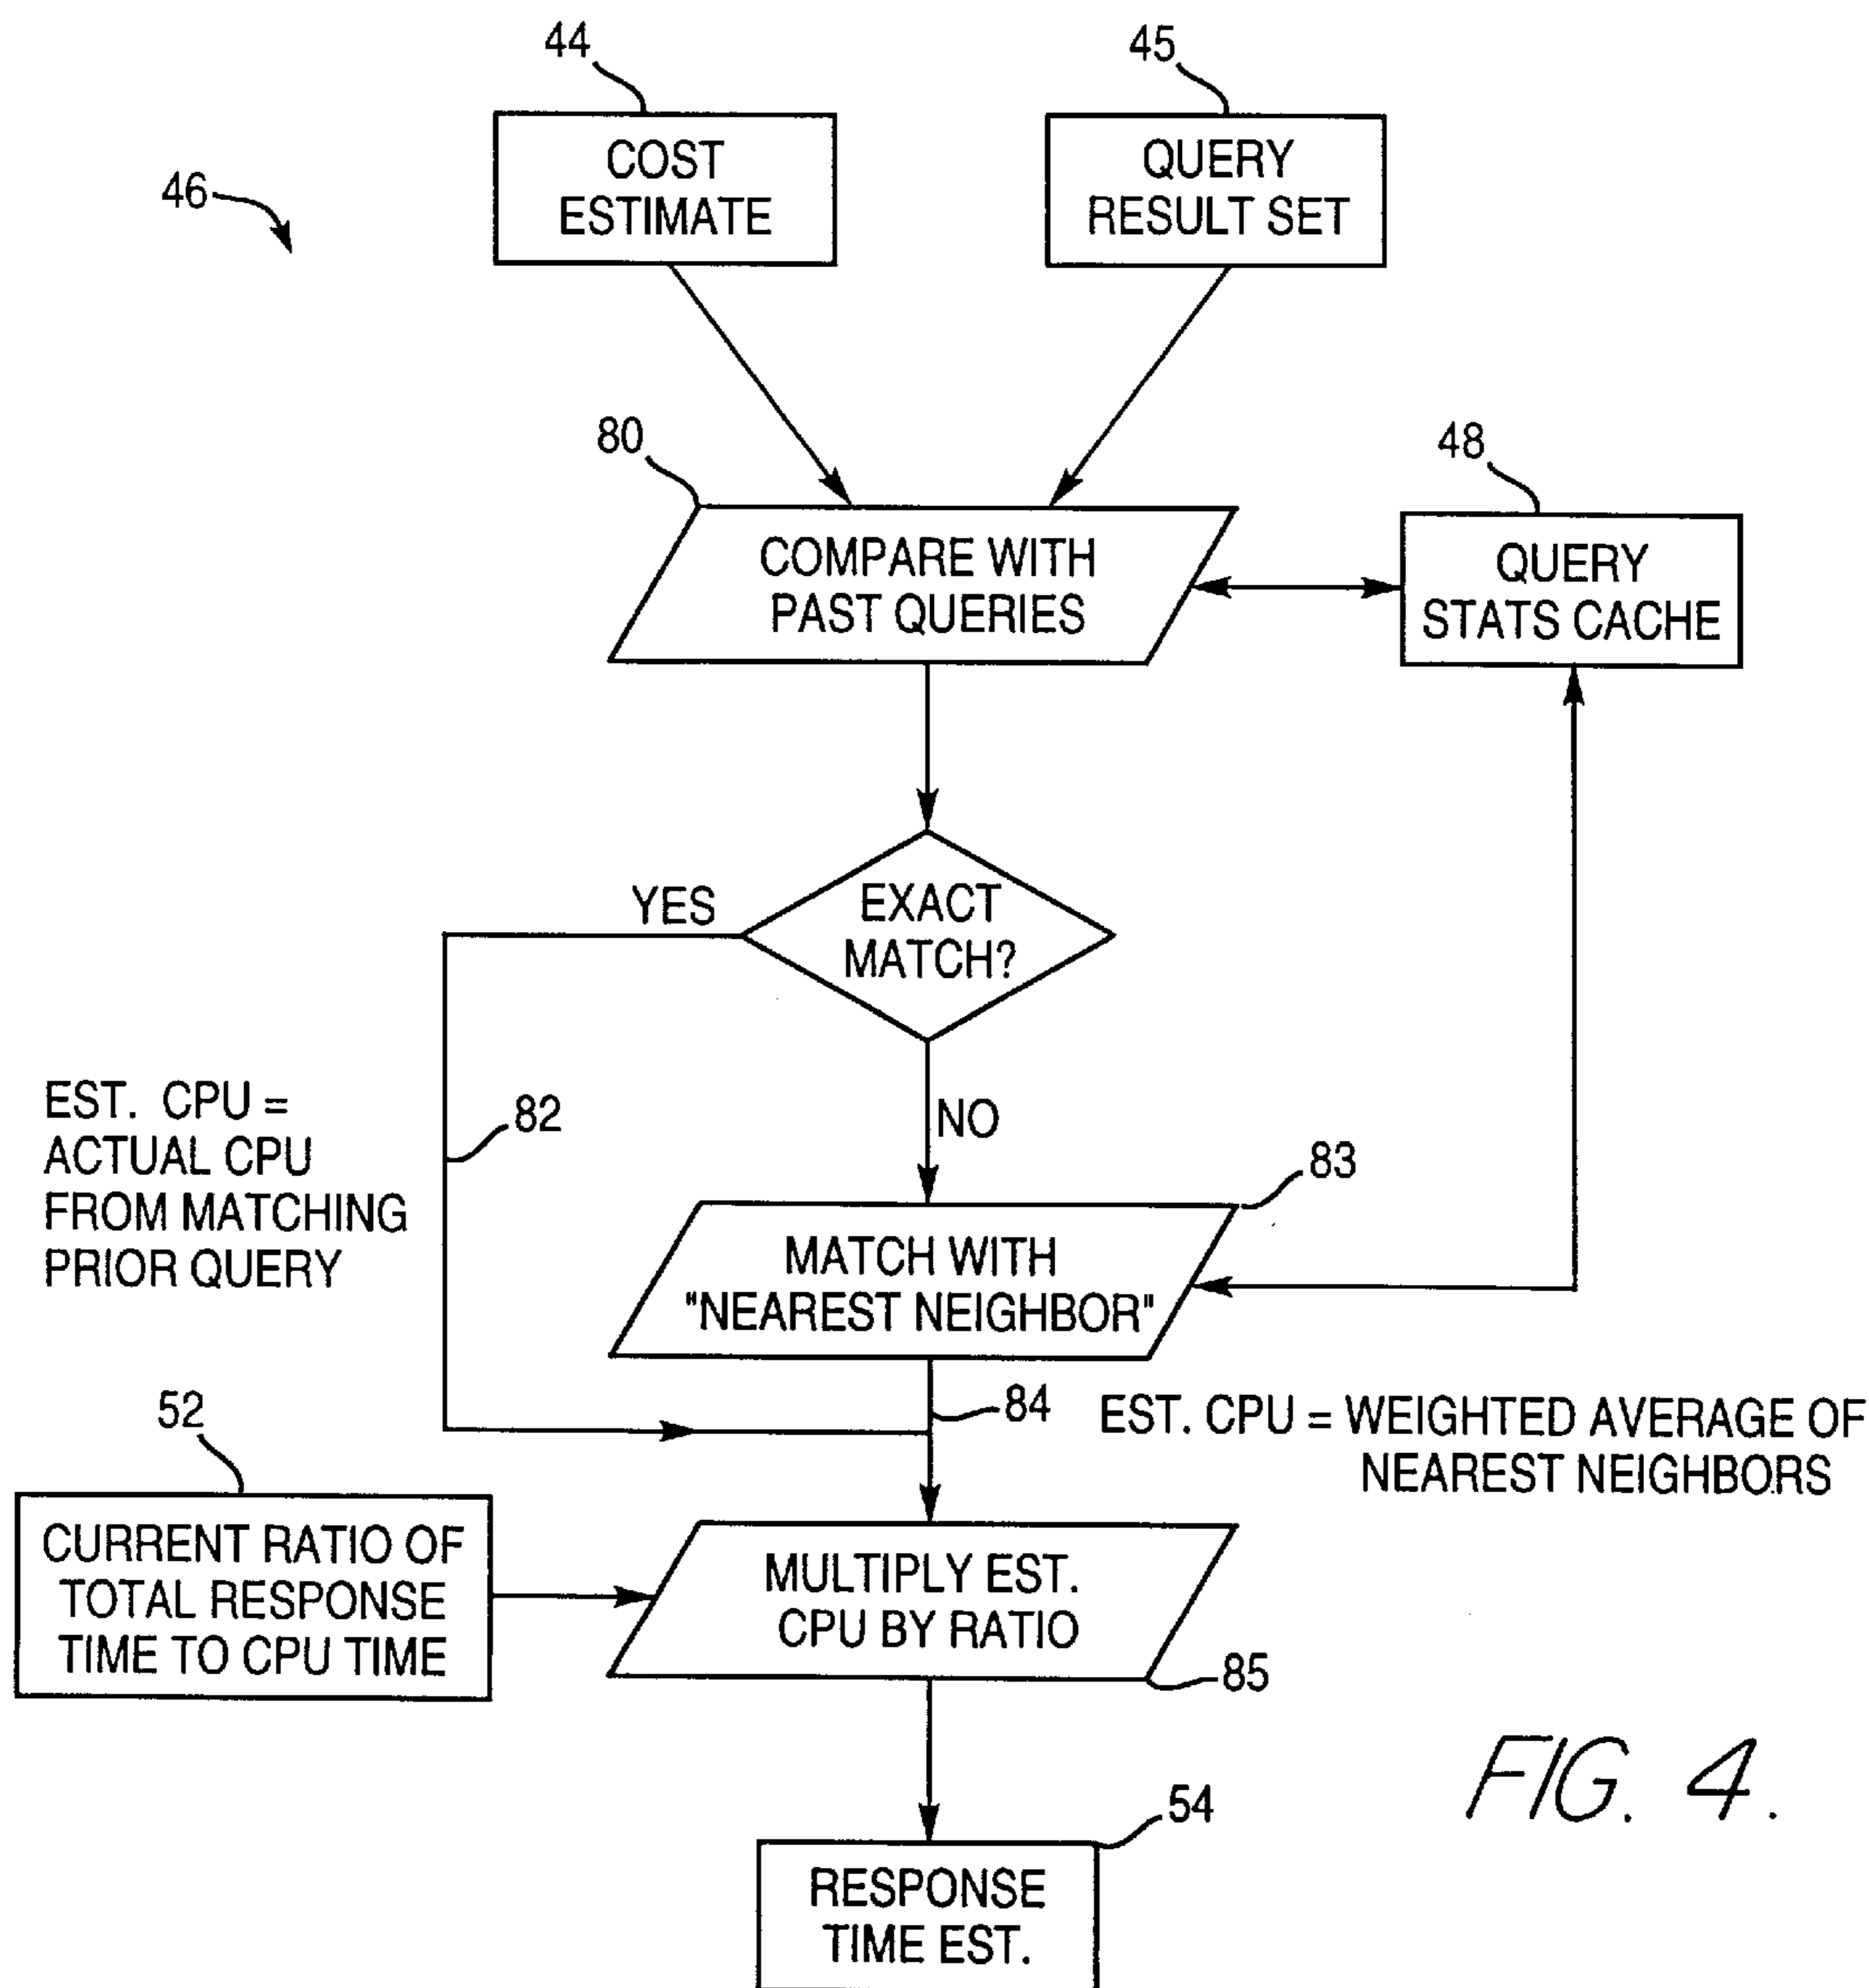 44
45
46
COST
ESTIMATE
QUERY
RESULT SET
80
48
COMPARE WITH
PAST QUERIES
QUERY
STATS CACHE
YES
EXACT
MATCH?
NO
EST. CPU =
ACTUAL CPU
FROM MATCHING
PRIOR QUERY
82
83
MATCH WITH
"NEAREST NEIGHBOR"
84
EST. CPU = WEIGHTED AVERAGE OF
NEAREST NEIGHBORS
52
CURRENT RATIO OF
TOTAL RESPONSE
TIME TO CPU TIME
MULTIPLY EST.
CPU BY RATIO
85
54
RESPONSE
TIME EST.
FIG. 4.